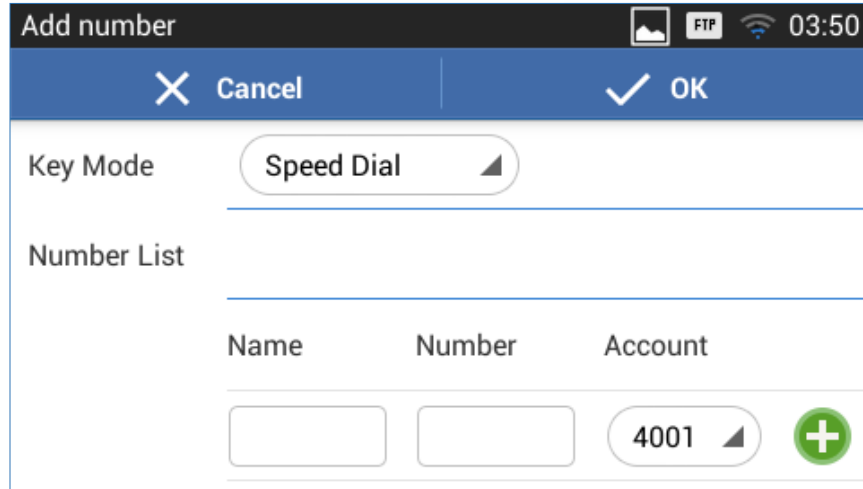 Add number FTP 03:50
Cancel OK
Key Mode Speed Dial
Number List
Name Number Account
4001